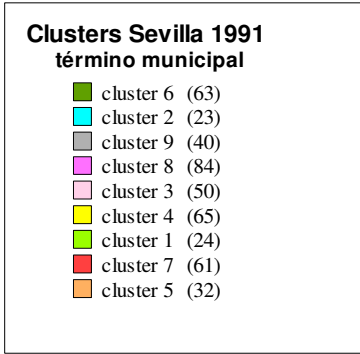 Clusters Sevilla 1991
término municipal
cluster 6 (63)
cluster 2 (23)
cluster 9 (40)
cluster 8 (84)
cluster 3 (50)
cluster 4 (65)
cluster 1 (24)
cluster 7 (61)
cluster 5 (32)